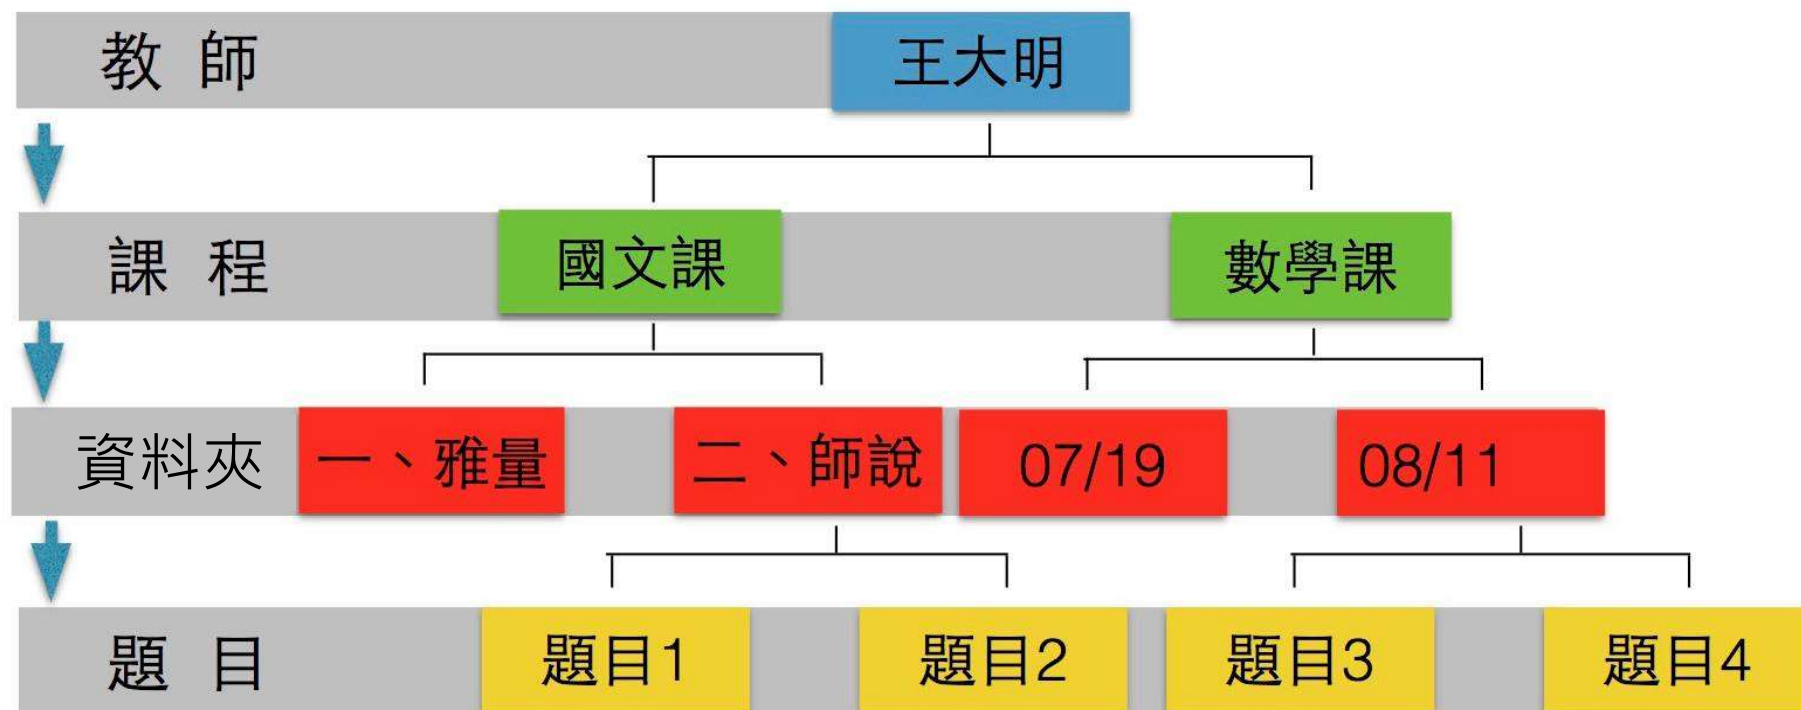 教 師 王大明
課 程 國文課 數學課
資料夾 一、雅量 二、師說 07/19 08/11
題 目 題目1 題目2 題目3 題目4